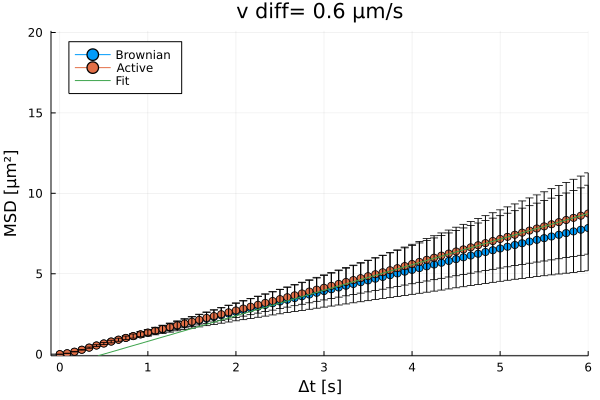 v diff= 0.6 μm/s
MSD [μm²]
20
15
10
5
0
Brownian
Active
Fit
0 1 2 3 4 5 6
Δt [s]